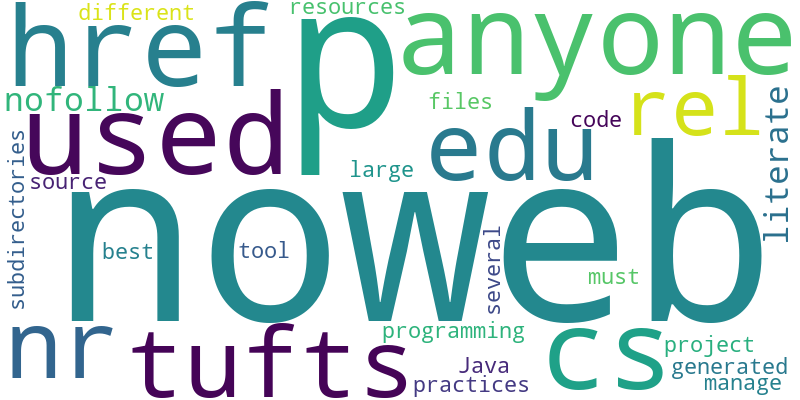 different
resources
href
p
anyone
nofollow
used
files
rel
edu
code
literate
subdirectories
source
large
noweb
best
tool
several
must
nr
tufts
programming
cs
project
Java
generated
practices
manage